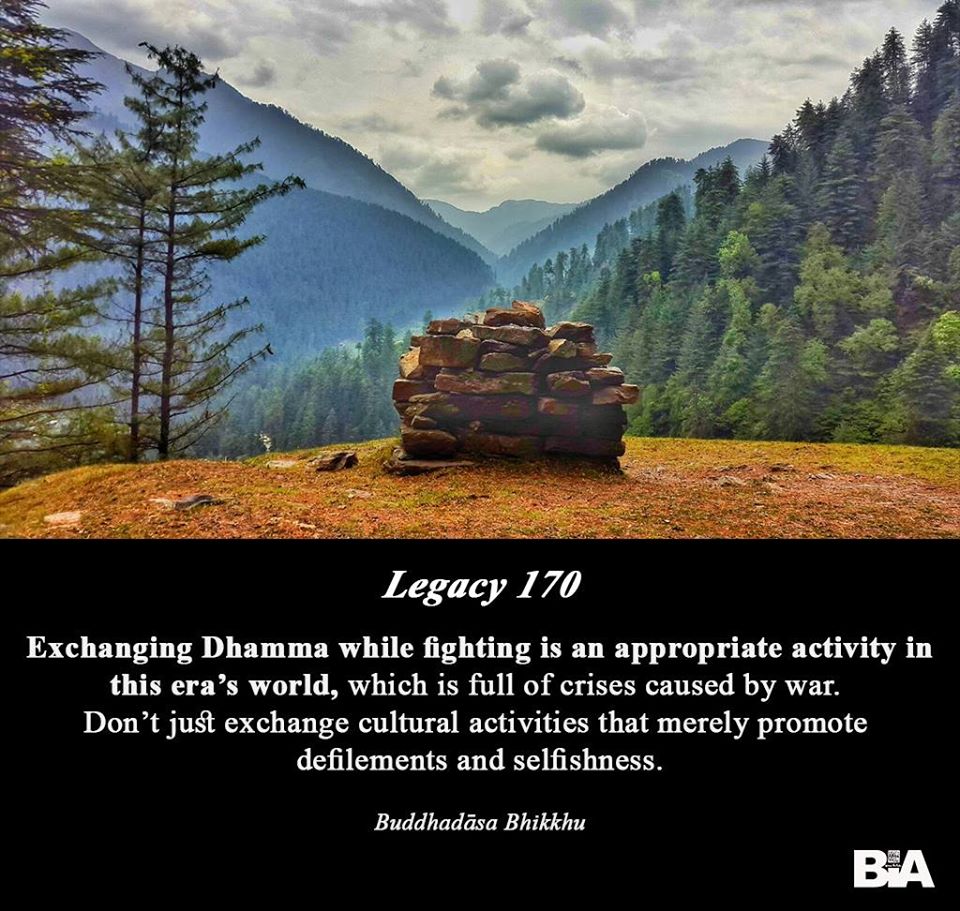 Legacy 170
Exchanging Dhamma while fighting is an appropriate activity in
this era’s world, which is full of crises caused by war.
Don’t just exchange cultural activities that merely promote
defilements and selfishness.
Buddhadāsa Bhikkhu
BIA